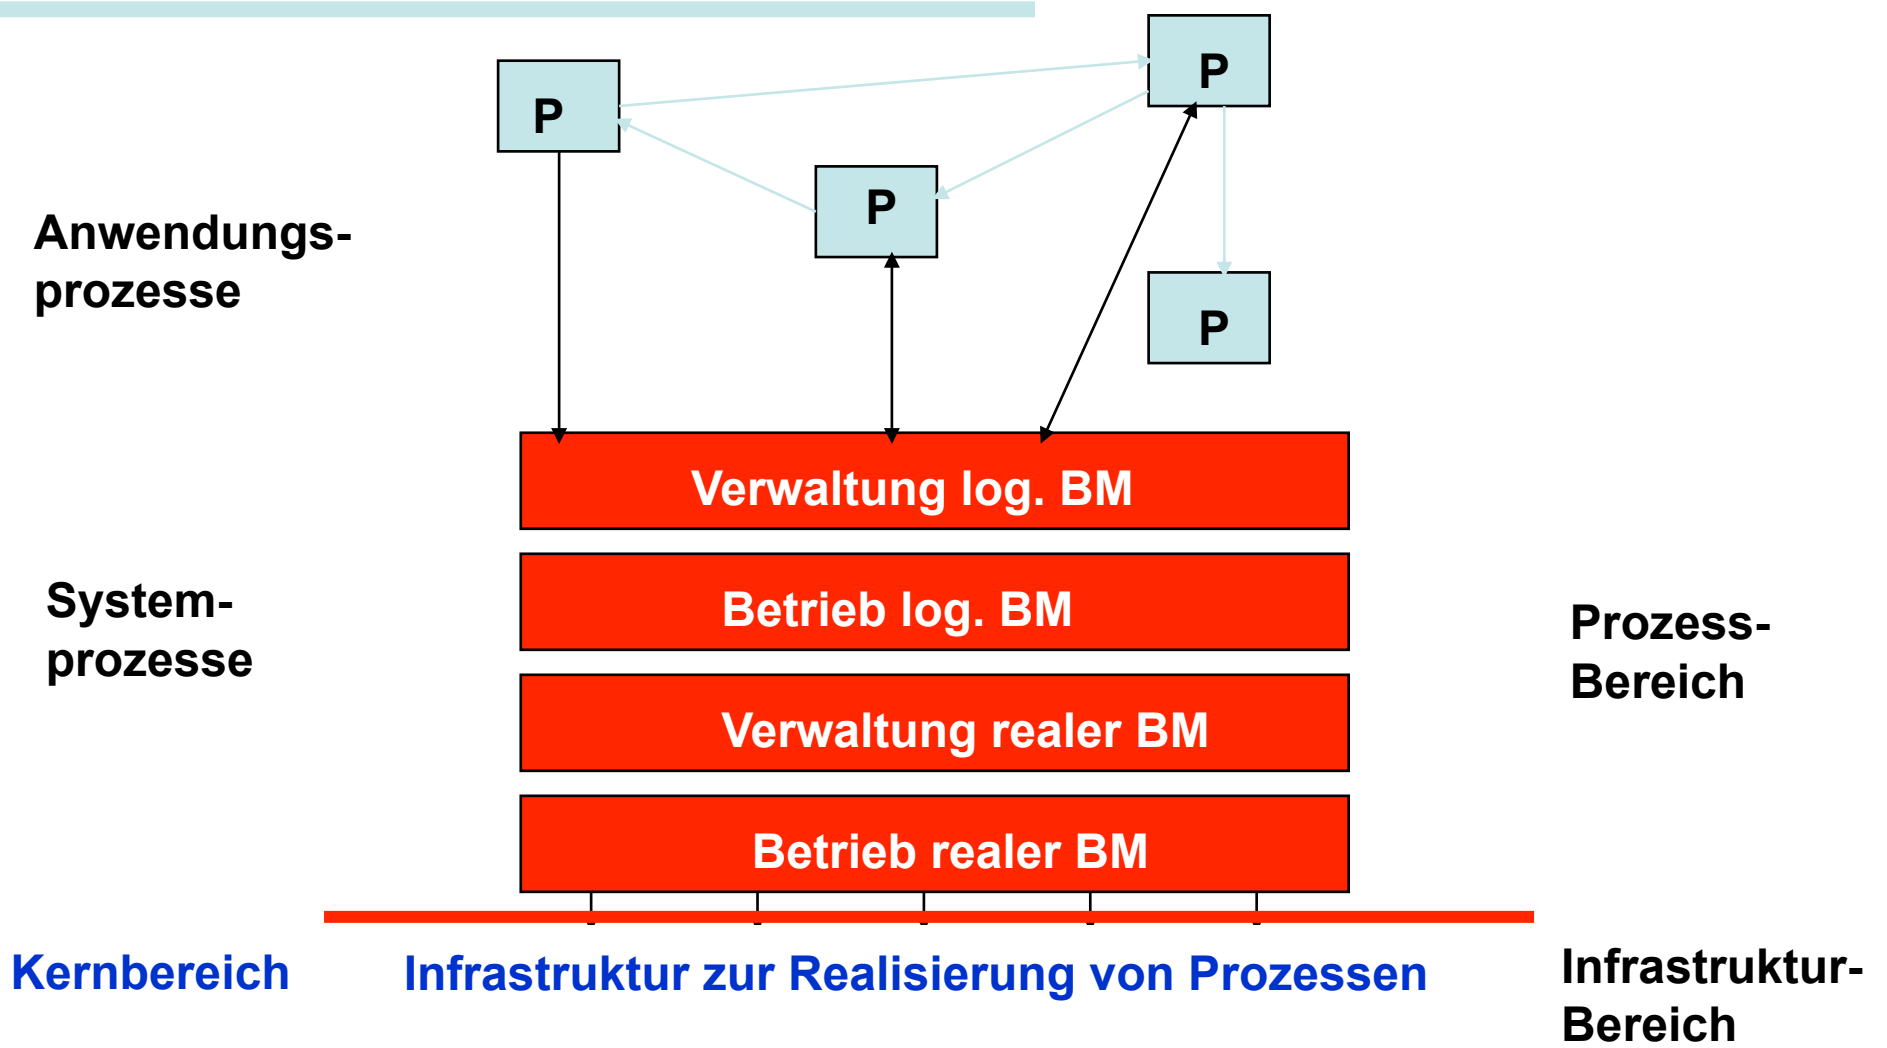 P
P
P
P
Anwendungs-
prozesse
Verwaltung log. BM
Betrieb log. BM
Verwaltung realer BM
Betrieb realer BM
System-
prozesse
Prozess-
Bereich
Kernbereich
Infrastruktur zur Realisierung von Prozessen
Infrastruktur-
Bereich